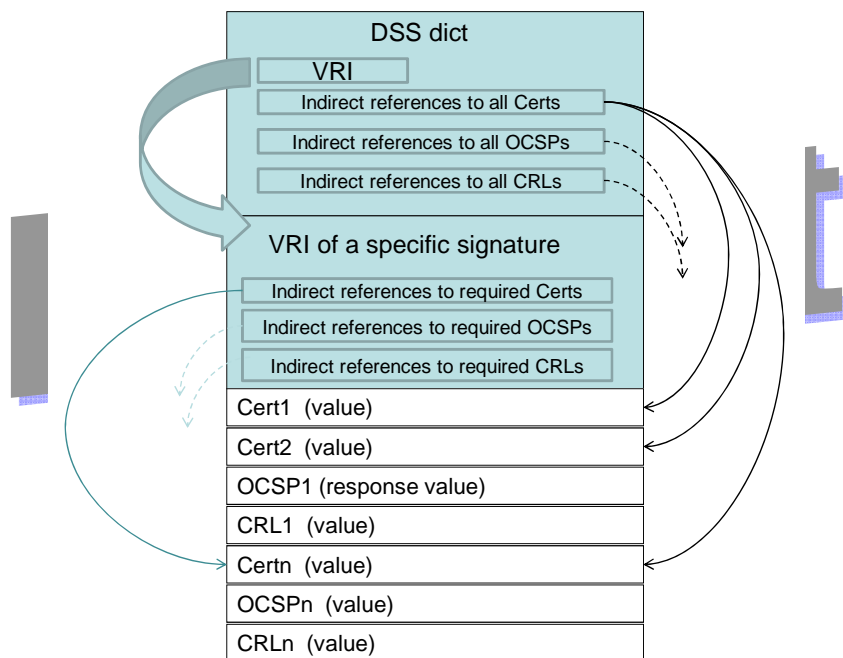 DSS dict
VRI
Indirect references to all Certs
Indirect references to all OCSPs
Indirect references to all CRLs
VRI of a specific signature
Indirect references to required Certs
Indirect references to required OCSPs
Indirect references to required CRLs
Cert1 (value)
Cert2 (value)
OCSP1 (response value)
CRL1 (value)
Certn (value)
OCSPn (value)
CRLn (value)